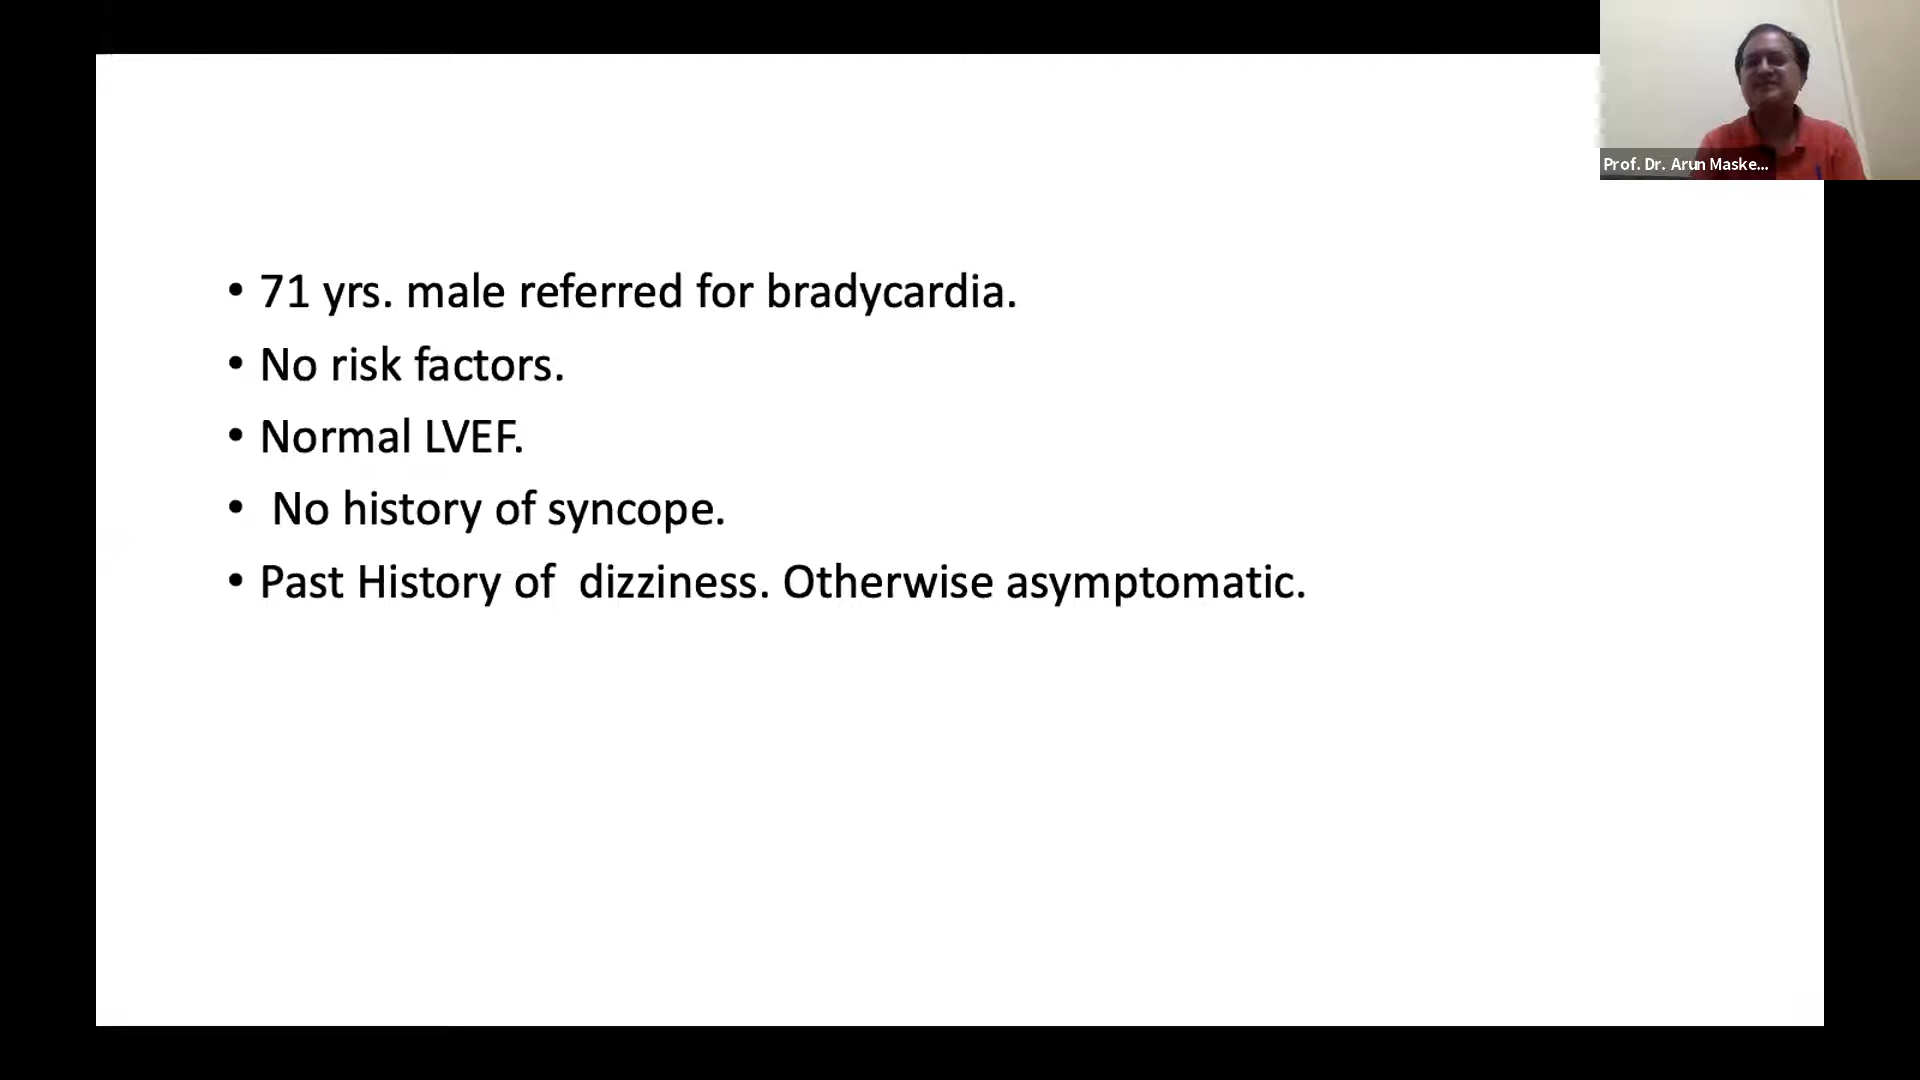 • 71 yrs. male referred for bradycardia.
• No risk factors.
• Normal LVEF.
• No history of syncope.
• Past History of  dizziness. Otherwise asymptomatic.
Prof. Dr. Arun Maske...